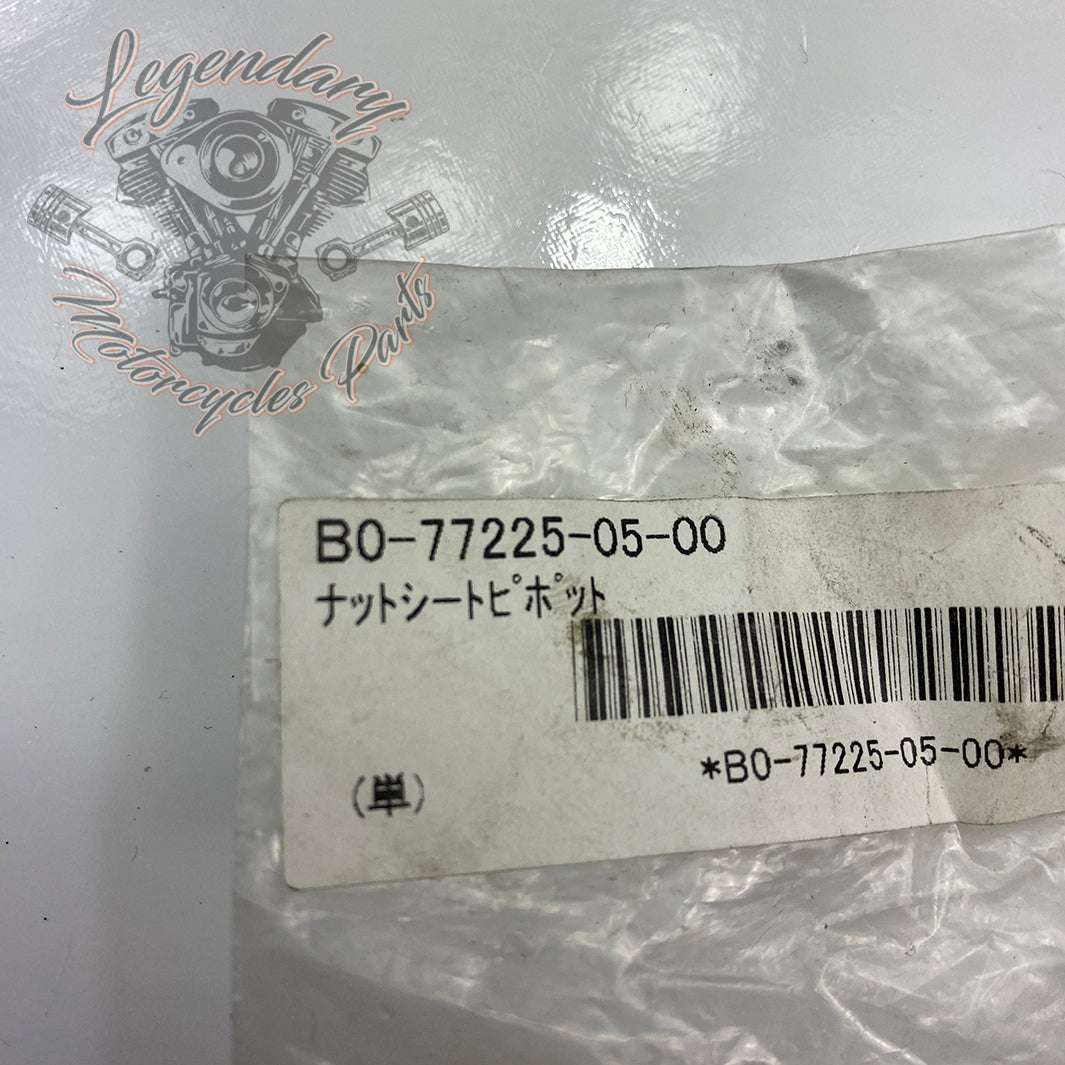 Legendary
Motorcycles Parts
B0-77225-05-00
ナットシートピポット
*B0-77225-05-00*
(単)